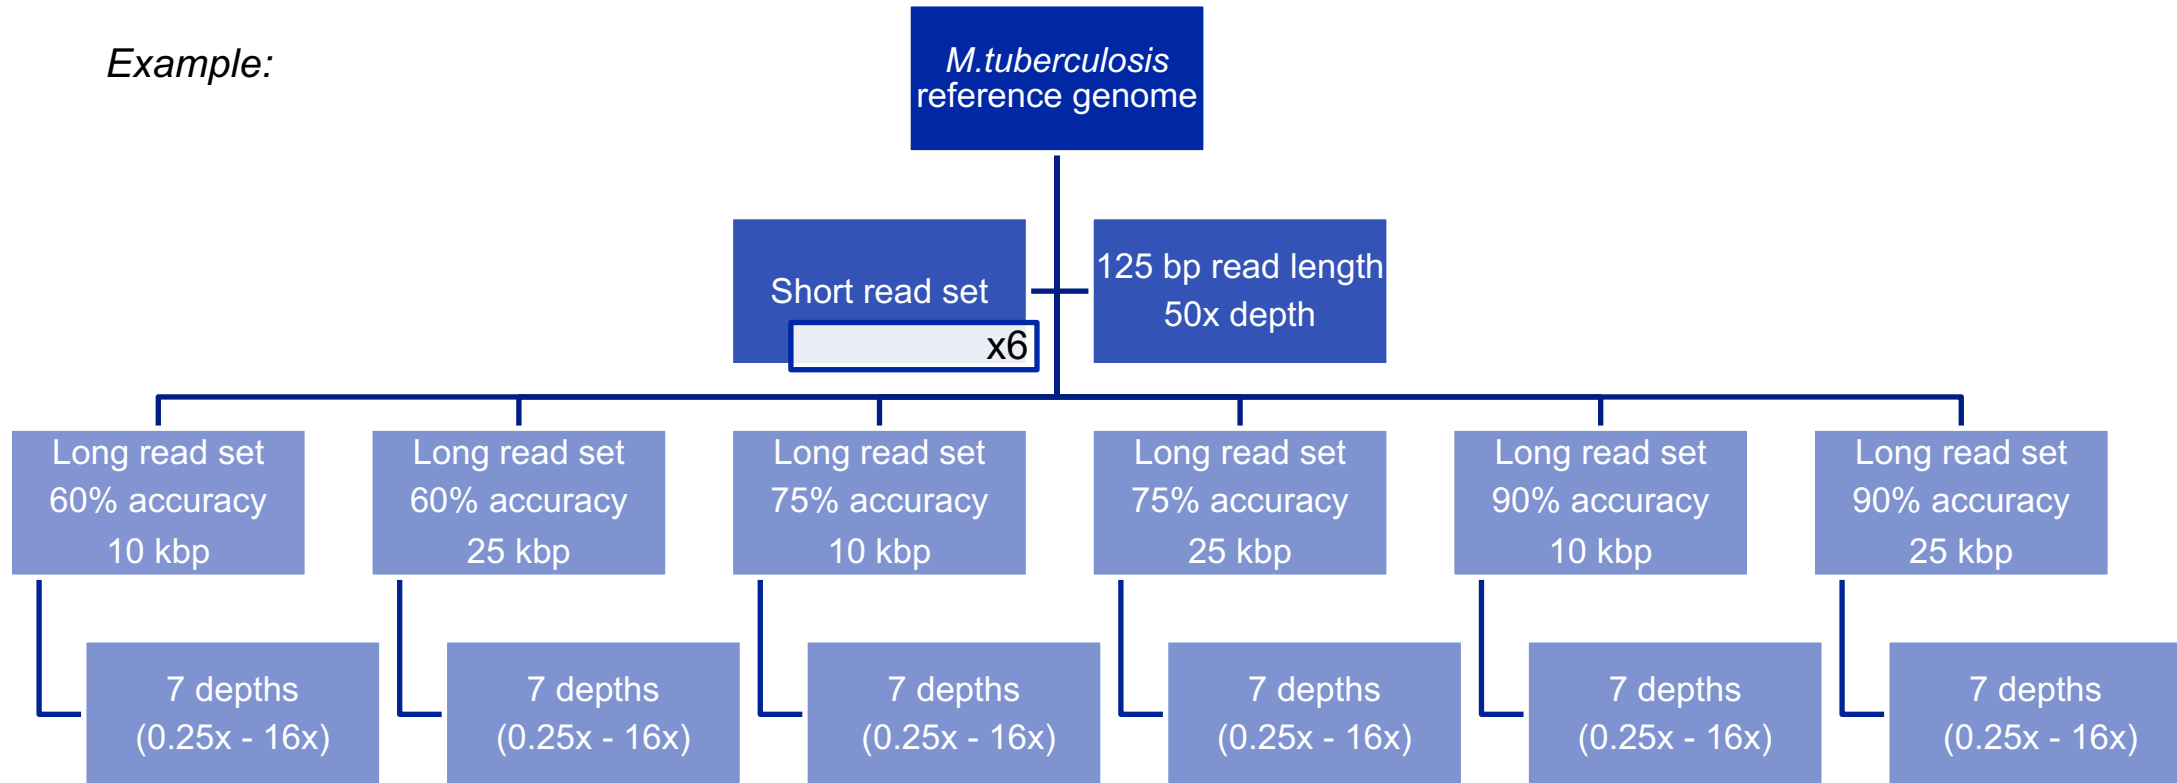 Example:
M.tuberculosis
reference genome
Short read set
x6
125 bp read length
50x depth
Long read set
60% accuracy
10 kbp
Long read set
60% accuracy
25 kbp
Long read set
75% accuracy
10 kbp
Long read set
75% accuracy
25 kbp
Long read set
90% accuracy
10 kbp
Long read set
90% accuracy
25 kbp
7 depths
(0.25x - 16x)
7 depths
(0.25x - 16x)
7 depths
(0.25x - 16x)
7 depths
(0.25x - 16x)
7 depths
(0.25x - 16x)
7 depths
(0.25x - 16x)